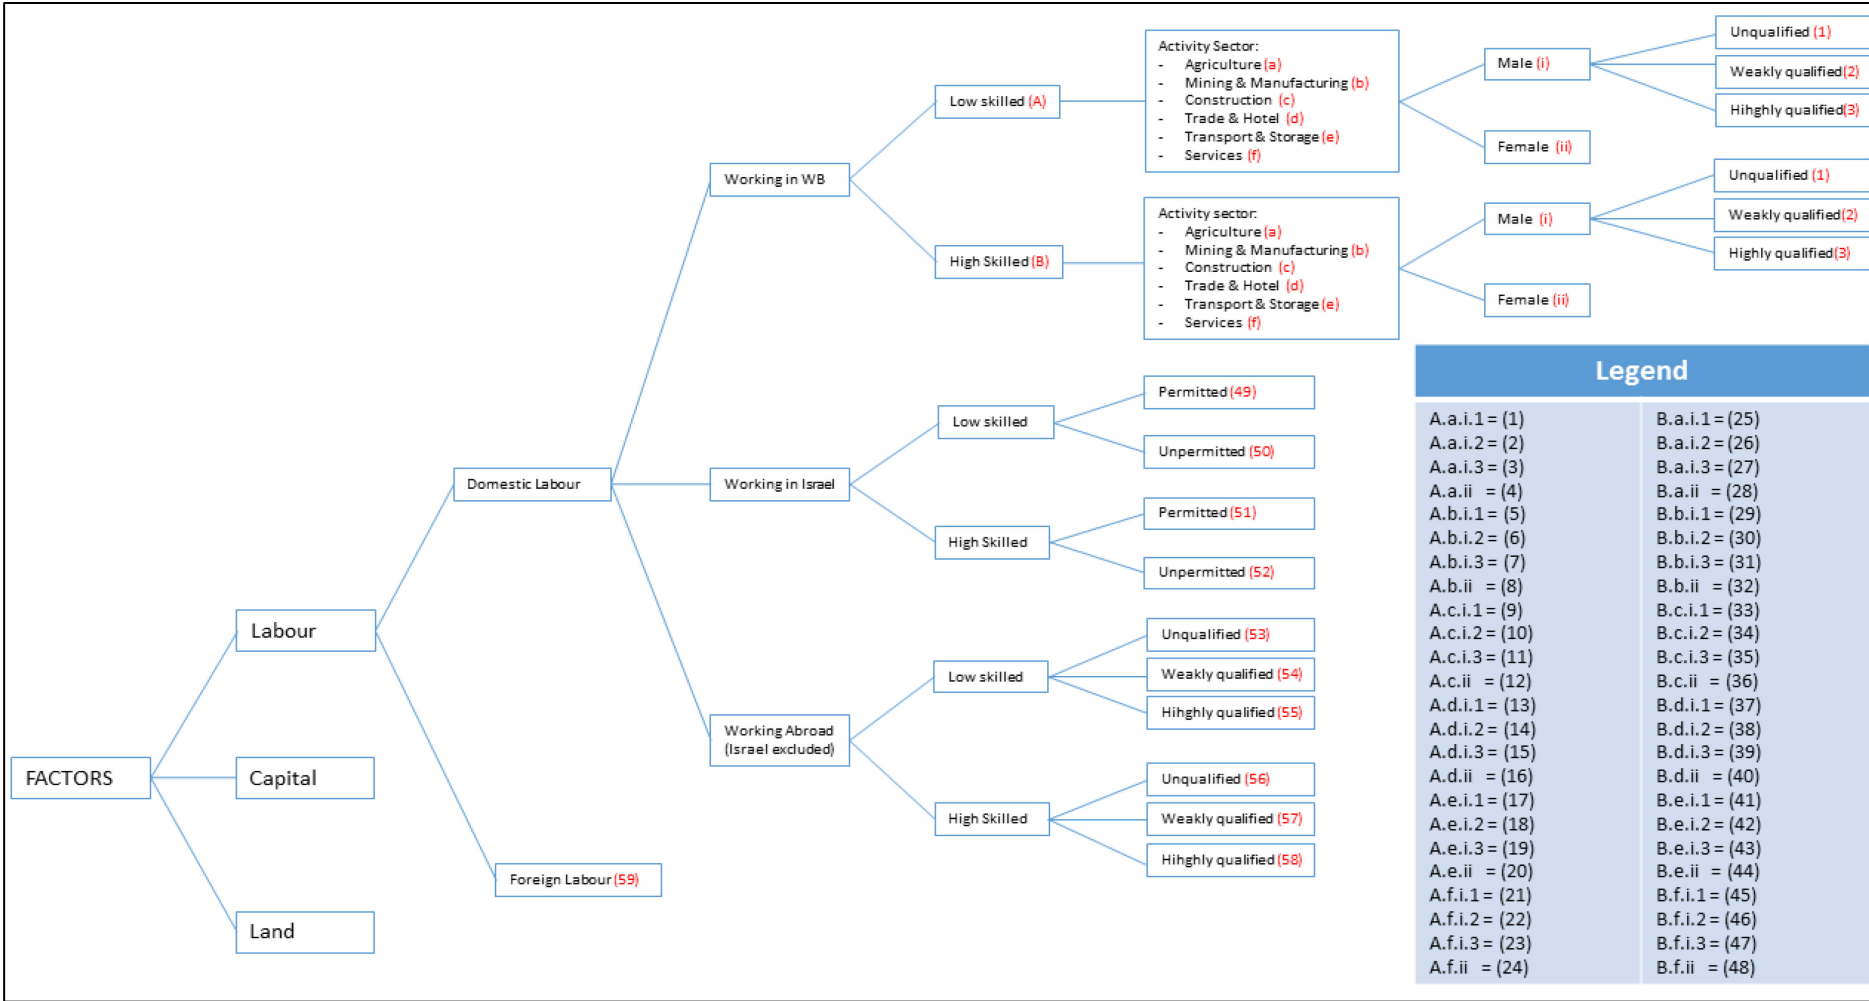 FACTORS
Labour
Capital
Land
Domestic Labour
Foreign Labour (59)
Working in WB
Working in Israel
Working Abroad
(Israel excluded)
Low skilled (A)
High Skilled (B)
Activity Sector:
- Agriculture (a)
- Mining & Manufacturing (b)
- Construction (c)
- Trade & Hotel (d)
- Transport & Storage (e)
- Services (f)
Male (i)
Female (ii)
Unqualified (1)
Weakly qualified (2)
Hihghly qualified (3)
Activity sector:
- Agriculture (a)
- Mining & Manufacturing (b)
- Construction (c)
- Trade & Hotel (d)
- Transport & Storage (e)
- Services (f)
Male (i)
Female (ii)
Unqualified (1)
Weakly qualified (2)
Highly qualified (3)
Low skilled
Permitted (49)
Unpermitted (50)
High Skilled
Permitted (51)
Unpermitted (52)
Low skilled
Unqualified (53)
Weakly qualified (54)
Hihghly qualified (55)
High Skilled
Unqualified (56)
Weakly qualified (57)
Hihghly qualified (58)
Legend
A.a.i.1 = (1)
A.a.i.2 = (2)
A.a.i.3 = (3)
A.a.ii = (4)
A.b.i.1 = (5)
A.b.i.2 = (6)
A.b.i.3 = (7)
A.b.ii = (8)
A.c.i.1 = (9)
A.c.i.2 = (10)
A.c.i.3 = (11)
A.c.ii = (12)
A.d.i.1 = (13)
A.d.i.2 = (14)
A.d.i.3 = (15)
A.d.ii = (16)
A.e.i.1 = (17)
A.e.i.2 = (18)
A.e.i.3 = (19)
A.e.ii = (20)
A.f.i.1 = (21)
A.f.i.2 = (22)
A.f.i.3 = (23)
A.f.ii = (24)
B.a.i.1 = (25)
B.a.i.2 = (26)
B.a.i.3 = (27)
B.a.ii = (28)
B.b.i.1 = (29)
B.b.i.2 = (30)
B.b.i.3 = (31)
B.b.ii = (32)
B.c.i.1 = (33)
B.c.i.2 = (34)
B.c.i.3 = (35)
B.c.ii = (36)
B.d.i.1 = (37)
B.d.i.2 = (38)
B.d.i.3 = (39)
B.d.ii = (40)
B.e.i.1 = (41)
B.e.i.2 = (42)
B.e.i.3 = (43)
B.e.ii = (44)
B.f.i.1 = (45)
B.f.i.2 = (46)
B.f.i.3 = (47)
B.f.ii = (48)